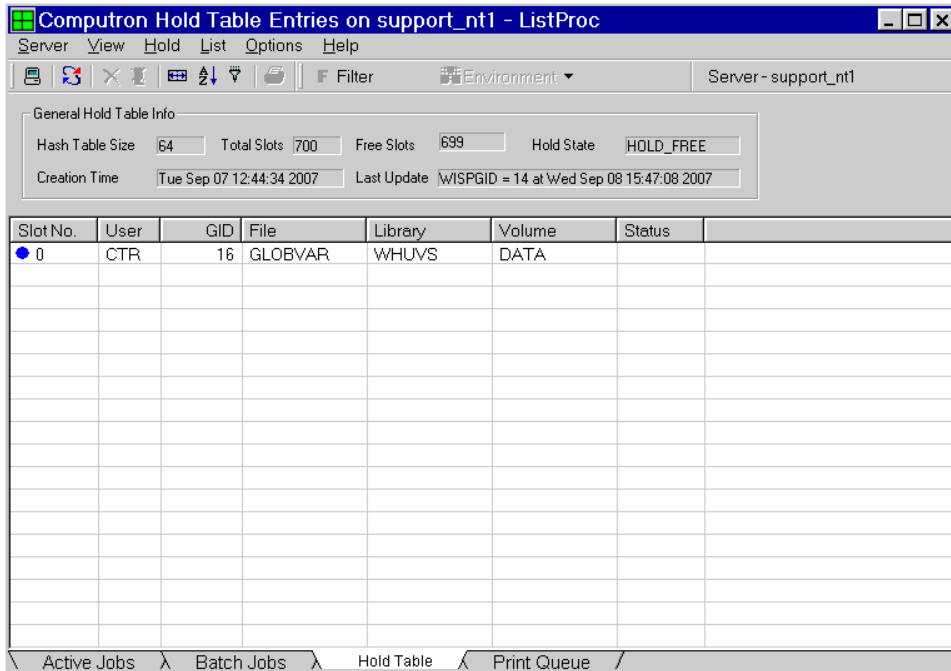 Computron Hold Table Entries on support_nt1 - ListProc
Server View Hold List Options Help
F Filter Environment Server - support_nt1
General Hold Table Info
Hash Table Size 64 Total Slots 700 Free Slots 699 Hold State HOLD_FREE
Creation Time Tue Sep 07 12:44:34 2007 Last Update WISPGID = 14 at Wed Sep 08 15:47:08 2007
Slot No. User GID File Library Volume Status
0 CTR 16 GLOBVAR WHUVS DATA
Active Jobs Batch Jobs Hold Table Print Queue